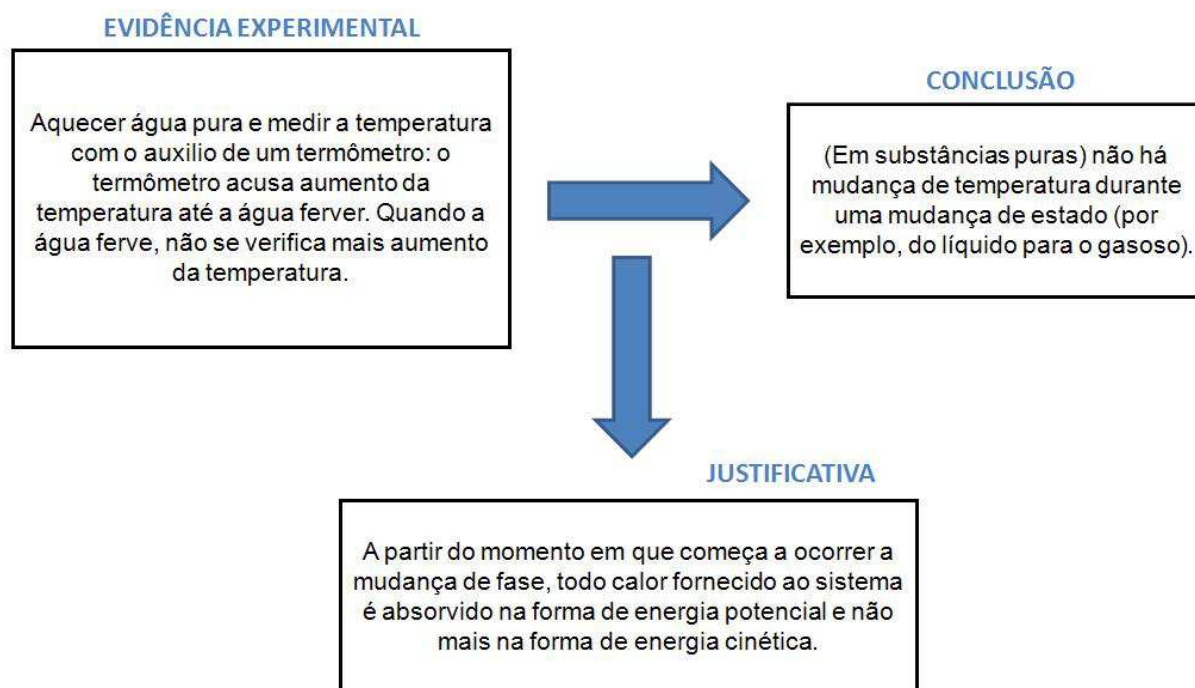 EVIDÊNCIA EXPERIMENTAL
Aquecer água pura e medir a temperatura
com o auxilio de um termômetro: o
termômetro acusa aumento da
temperatura até a água ferver. Quando a
água ferve, não se verifica mais aumento
da temperatura.
CONCLUSÃO
(Em substâncias puras) não há
mudança de temperatura durante
uma mudança de estado (por
exemplo, do líquido para o gasoso).
JUSTIFICATIVA
A partir do momento em que começa a ocorrer a
mudança de fase, todo calor fornecido ao sistema
é absorvido na forma de energia potencial e não
mais na forma de energia cinética.